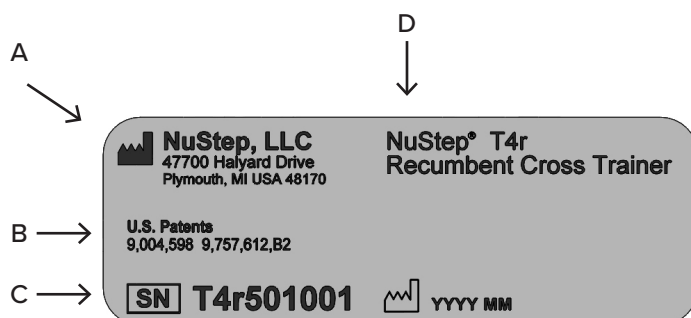 A
D
NuStep, LLC
47700 Halyard Drive
Plymouth, MI USA 48170
NuStep® T4r
Recumbent Cross Trainer
B
U.S. Patents
9,004,598 9,757,612,B2
C
SN T4r501001
YYYY MM